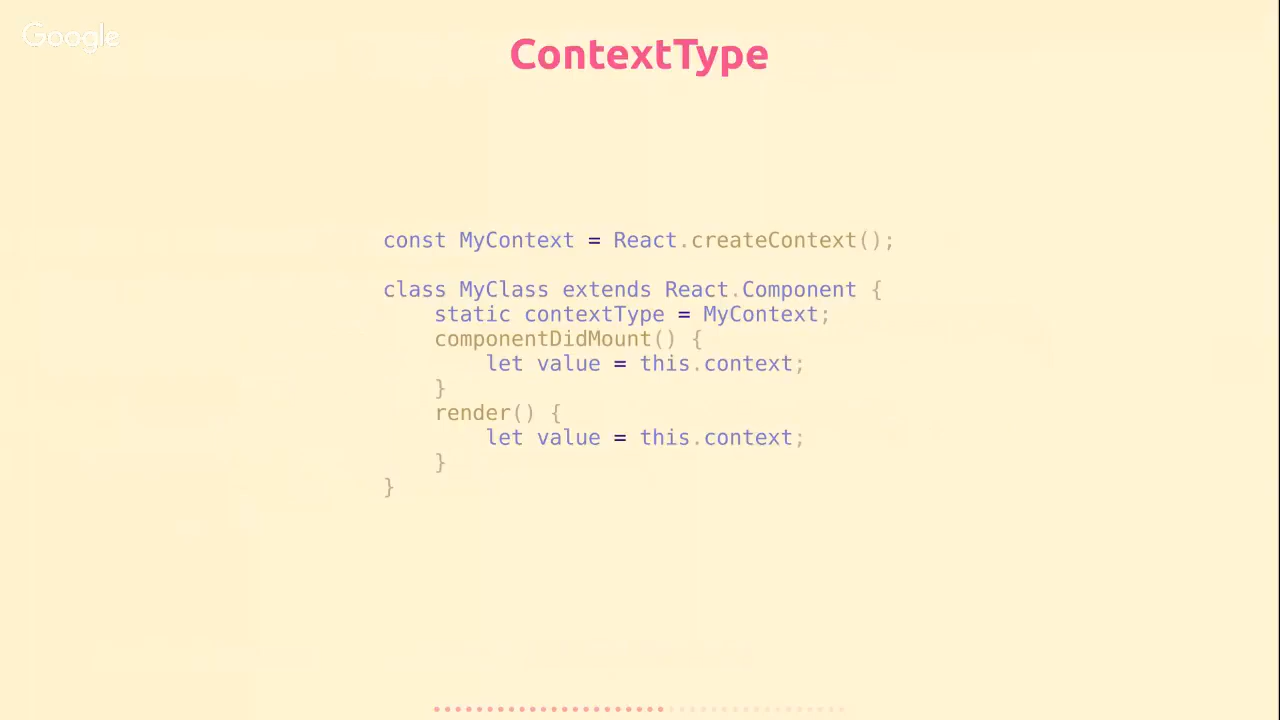 Google
ContextType
const MyContext = React.createContext();
class MyClass extends React.Component {
static contextType = MyContext;
componentDidMount() {
let value = this.context;
}
render() {
let value = this.context;
}
}